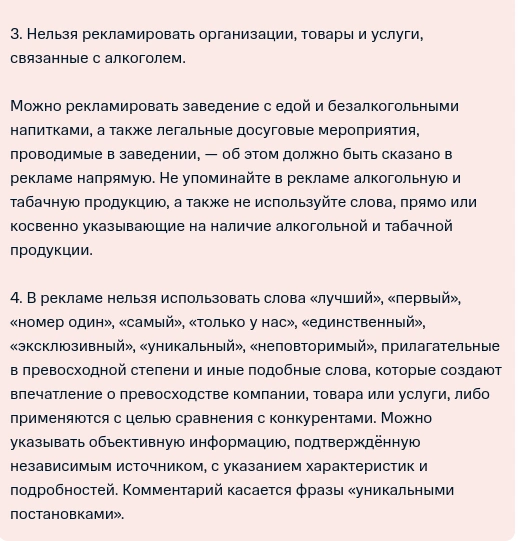 3. Нельзя рекламировать организации, товары и услуги,
связанные с алкоголем.
Можно рекламировать заведение с едой и безалкогольными
напитками, а также легальные досуговые мероприятия,
проводимые в заведении, — об этом должно быть сказано в
рекламе напрямую. Не упоминайте в рекламе алкогольную и
табачную продукцию, а также не используйте слова, прямо или
косвенно указывающие на наличие алкогольной и табачной
продукции.
4. В рекламе нельзя использовать слова «лучший», «первый»,
«номер один», «самый», «только у нас», «единственный»,
«эксклюзивный», «уникальный», «неповторимый», прилагательные
в превосходной степени и иные подобные слова, которые создают
впечатление о превосходстве компании, товара или услуги, либо
применяются с целью сравнения с конкурентами. Можно
указывать объективную информацию, подтверждённую
независимым источником, с указанием характеристик и
подробностей. Комментарий касается фразы «уникальными
постановками».